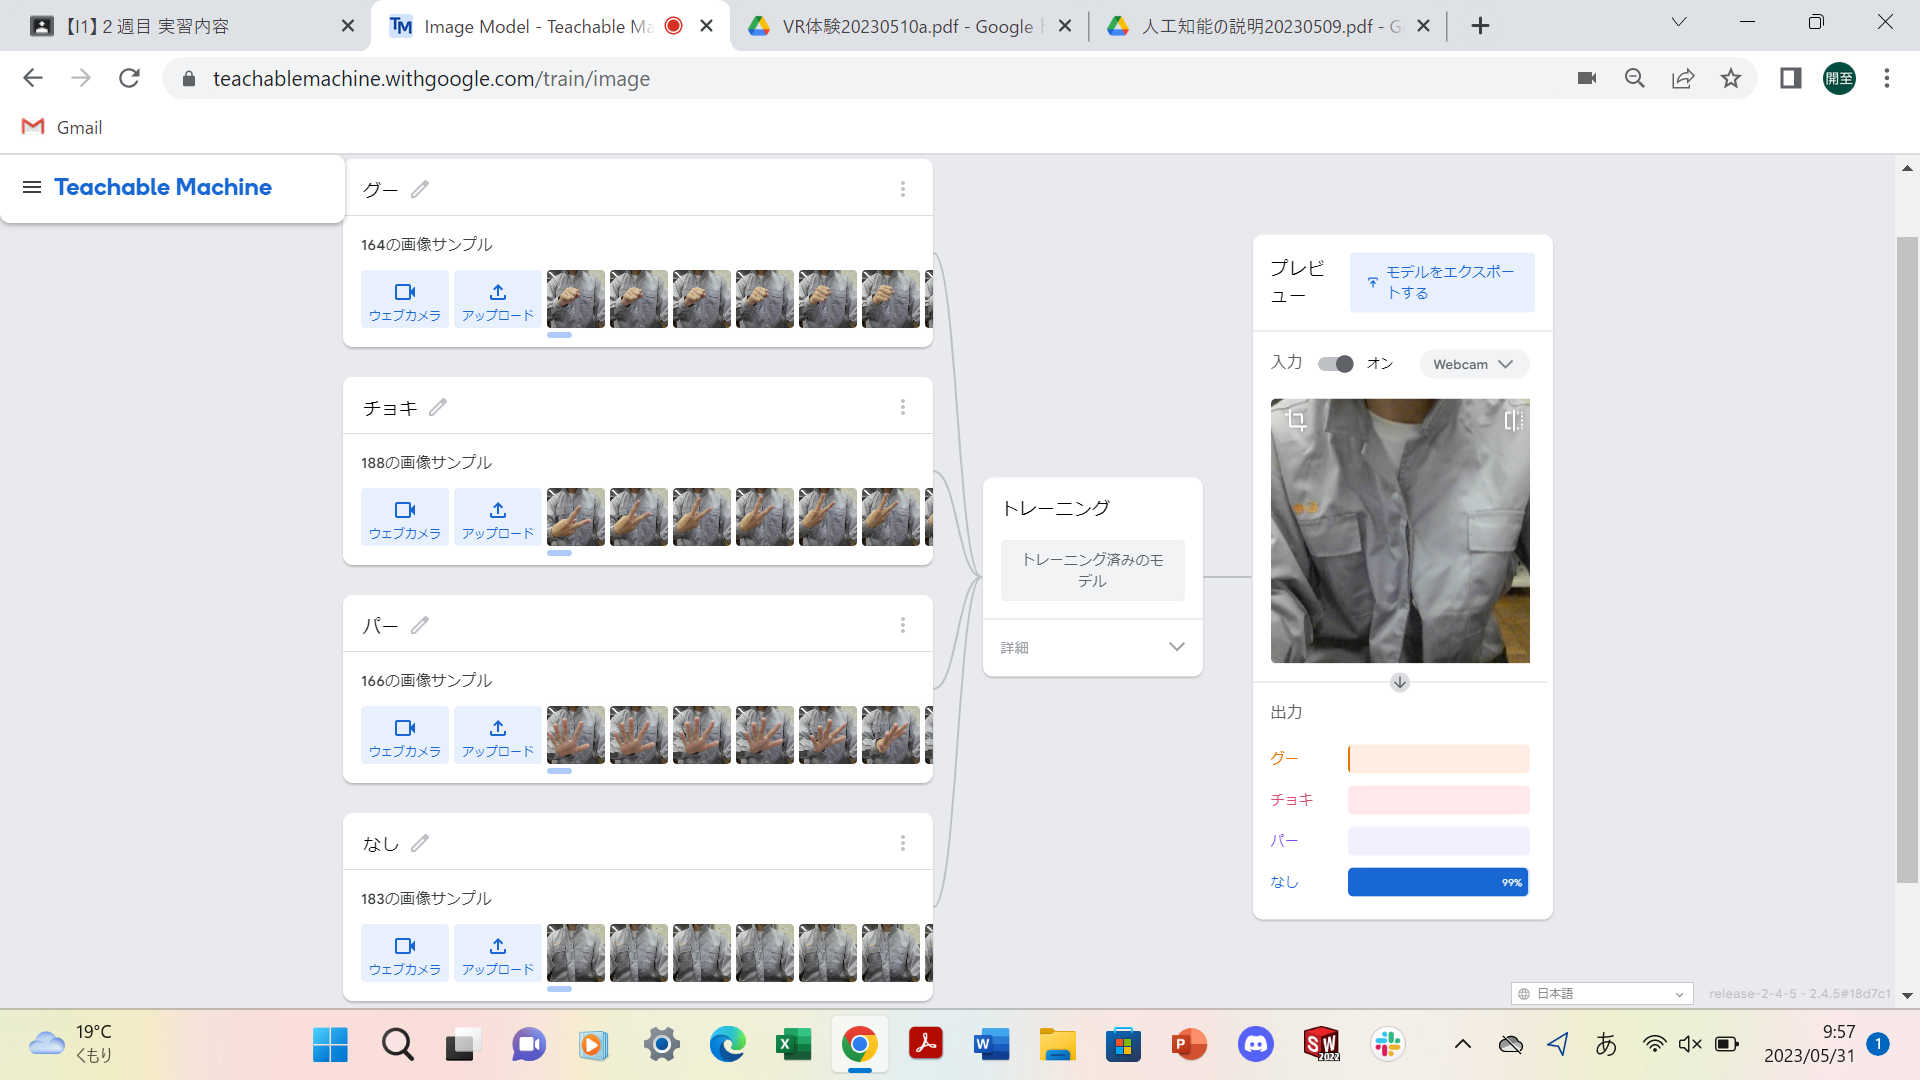 【I1】２週目 実習内容
Image Model - Teachable Ma
VR体験20230510a.pdf - Google
人工知能の説明20230509.pdf - G
teachablemachine.withgoogle.com/train/image
開至
Gmail
Teachable Machine
グー
164の画像サンプル
ウェブカメラ
アップロード
チョキ
188の画像サンプル
ウェブカメラ
アップロード
パー
166の画像サンプル
ウェブカメラ
アップロード
なし
183の画像サンプル
ウェブカメラ
アップロード
トレーニング
トレーニング済みのモ
デル
詳細
プレビ
ュー
モデルをエクスポー
トする
入力
オン
Webcam
出力
グー
チョキ
パー
なし
99%
日本語
release-2-4-5 - 2.4.5#18d7c1
19°C
くもり
あ
9:57
2023/05/31
1